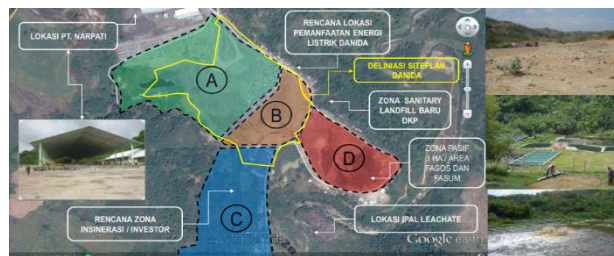 LOKASI PT. NARPATI
RENCANA LOKASI
PEMANFAATAN ENERGI
LISTRIK DANIDA
DELINIASI SITEPLAN
DANIDA
ZONA SANITARY
LANDFILL BARU
DKP
ZONA PASIF
3 HA / AREA
FASOS DAN
FASUM
RENCANA ZONA
INSINERASI / INVESTOR
LOKASI IPAL LEACHATE
A
B
C
D
Google earth